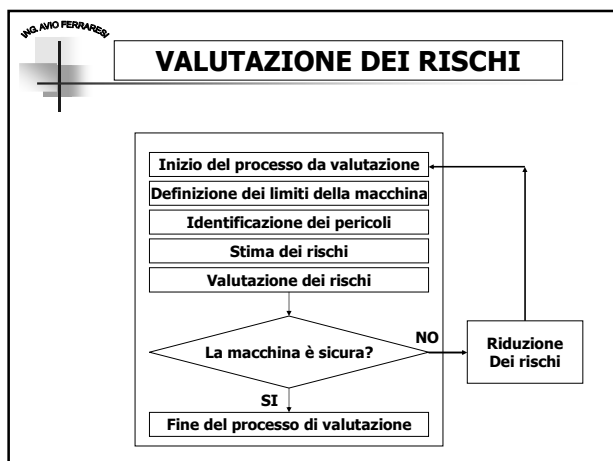 ING. AVIO FERRARESI
VALUTAZIONE DEI RISCHI
Inizio del processo da valutazione
Definizione dei limiti della macchina
Identificazione dei pericoli
Stima dei rischi
Valutazione dei rischi
La macchina è sicura?
NO
Riduzione
Dei rischi
SI
Fine del processo di valutazione